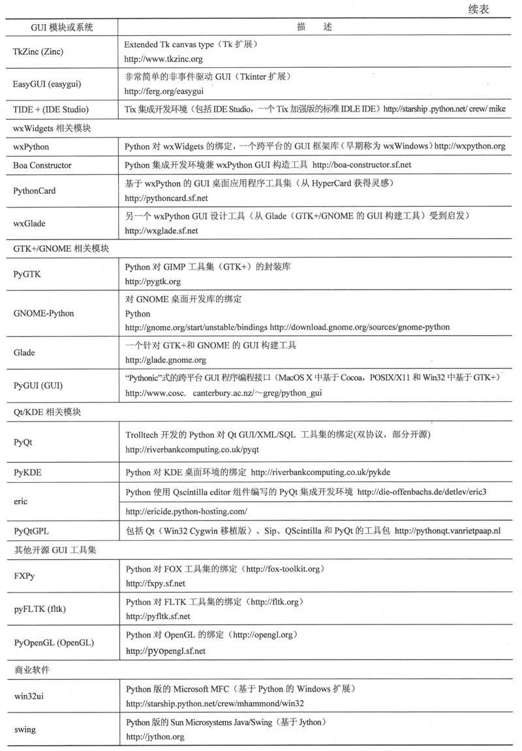 续表
GUI 模块或系统 描 述
TkZinc (Zinc) Extended Tk canvas type（Tk 扩展）
http://www.tkzinc.org
EasyGUI (easygui) 非常简单的非事件驱动 GUI（Tkinter 扩展）
http://ferg.org/easygui
TIDE + (IDE Studio) Tix 集成开发环境（包括 IDE Studio，一个 Tix 加强版的标准 IDLE IDE）http://starship .python.net/ crew/ mike
wxWidgets 相关模块
wxPython Python 对 wxWidgets 的绑定，一个跨平台的 GUI 框架库（早期称为 wxWindows）http://wxpython.org
Boa Constructor Python 集成开发环境兼 wxPython GUI 构造工具 http://boa-constructor.sf.net
PythonCard 基于 wxPython 的 GUI 桌面应用程序工具集（从 HyperCard 获得灵感）
http://pythoncard.sf.net
wxGlade 另一个 wxPython GUI 设计工具（从 Glade（GTK+/GNOME 的 GUI 构建工具）受到启发）
http://wxglade.sf.net
GTK+/GNOME 相关模块
PyGTK Python 对 GIMP 工具集（GTK+）的封装库
http://pygtk.org
GNOME-Python 对 GNOME 桌面开发库的绑定
Python
http://gnome.org/start/unstable/bindings http://download.gnome.org/sources/gnome-python
Glade 一个针对 GTK+和 GNOME 的 GUI 构建工具
http://glade.gnome.org
PyGUI (GUI) “Pythonic”式的跨平台 GUI 程序编程接口（MacOS X 中基于 Cocoa，POSIX/X11 和 Win32 中基于 GTK+）
http://www.cosc. canterbury.ac.nz/～greg/python_gui
Qt/KDE 相关模块
PyQt Trolltech 开发的 Python 对 Qt GUI/XML/SQL 工具集的绑定(双协议，部分开源)
http://riverbankcomputing.co.uk/pyqt
PyKDE Python 对 KDE 桌面环境的绑定 http://riverbankcomputing.co.uk/pykde
eric Python 使用 Qscintilla editor 组件编写的 PyQt 集成开发环境 http://die-offenbachs.de/detlev/eric3
http://ericide.python-hosting.com/
PyQtGPL 包括 Qt（Win32 Cygwin 移植版）、Sip、QScintilla 和 PyQt 的工具包 http://pythonqt.vanrietpaap.nl
其他开源 GUI 工具集
FXPy Python 对 FOX 工具集的绑定（http://fox-toolkit.org）
http://fxpy.sf.net
pyFLTK (fltk) Python 对 FLTK 工具集的绑定（http://fltk.org）
http://pyfltk.sf.net
PyOpenGL (OpenGL) Python 对 OpenGL 的绑定（http://opengl.org）
http://pyopengl.sf.net
商业软件
win32ui Python 版的 Microsoft MFC（基于 Python 的 Windows 扩展）
http://starship.python.net/crew/mhammond/win32
swing Python 版的 Sun Microsystems Java/Swing（基于 Jython）
http://jython.org